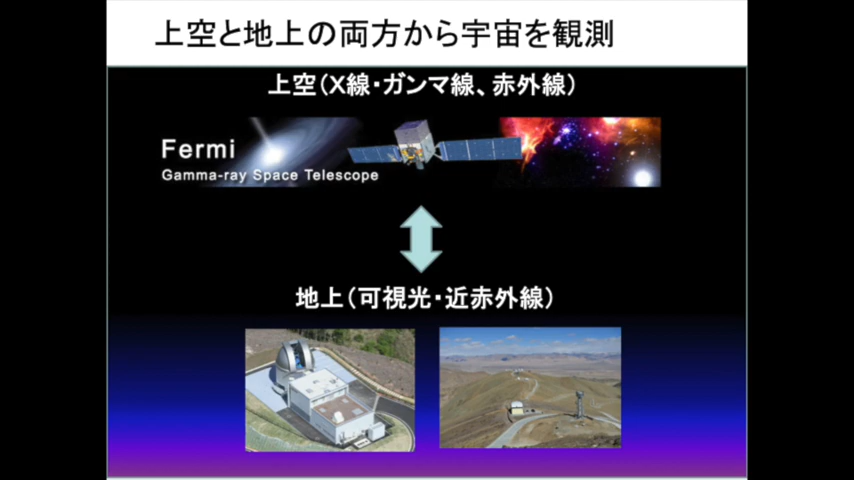 上空と地上の両方から宇宙を観測
上空(X線・ガンマ線、赤外線)
Fermi
Gamma-ray Space Telescope
地上(可視光・近赤外線)